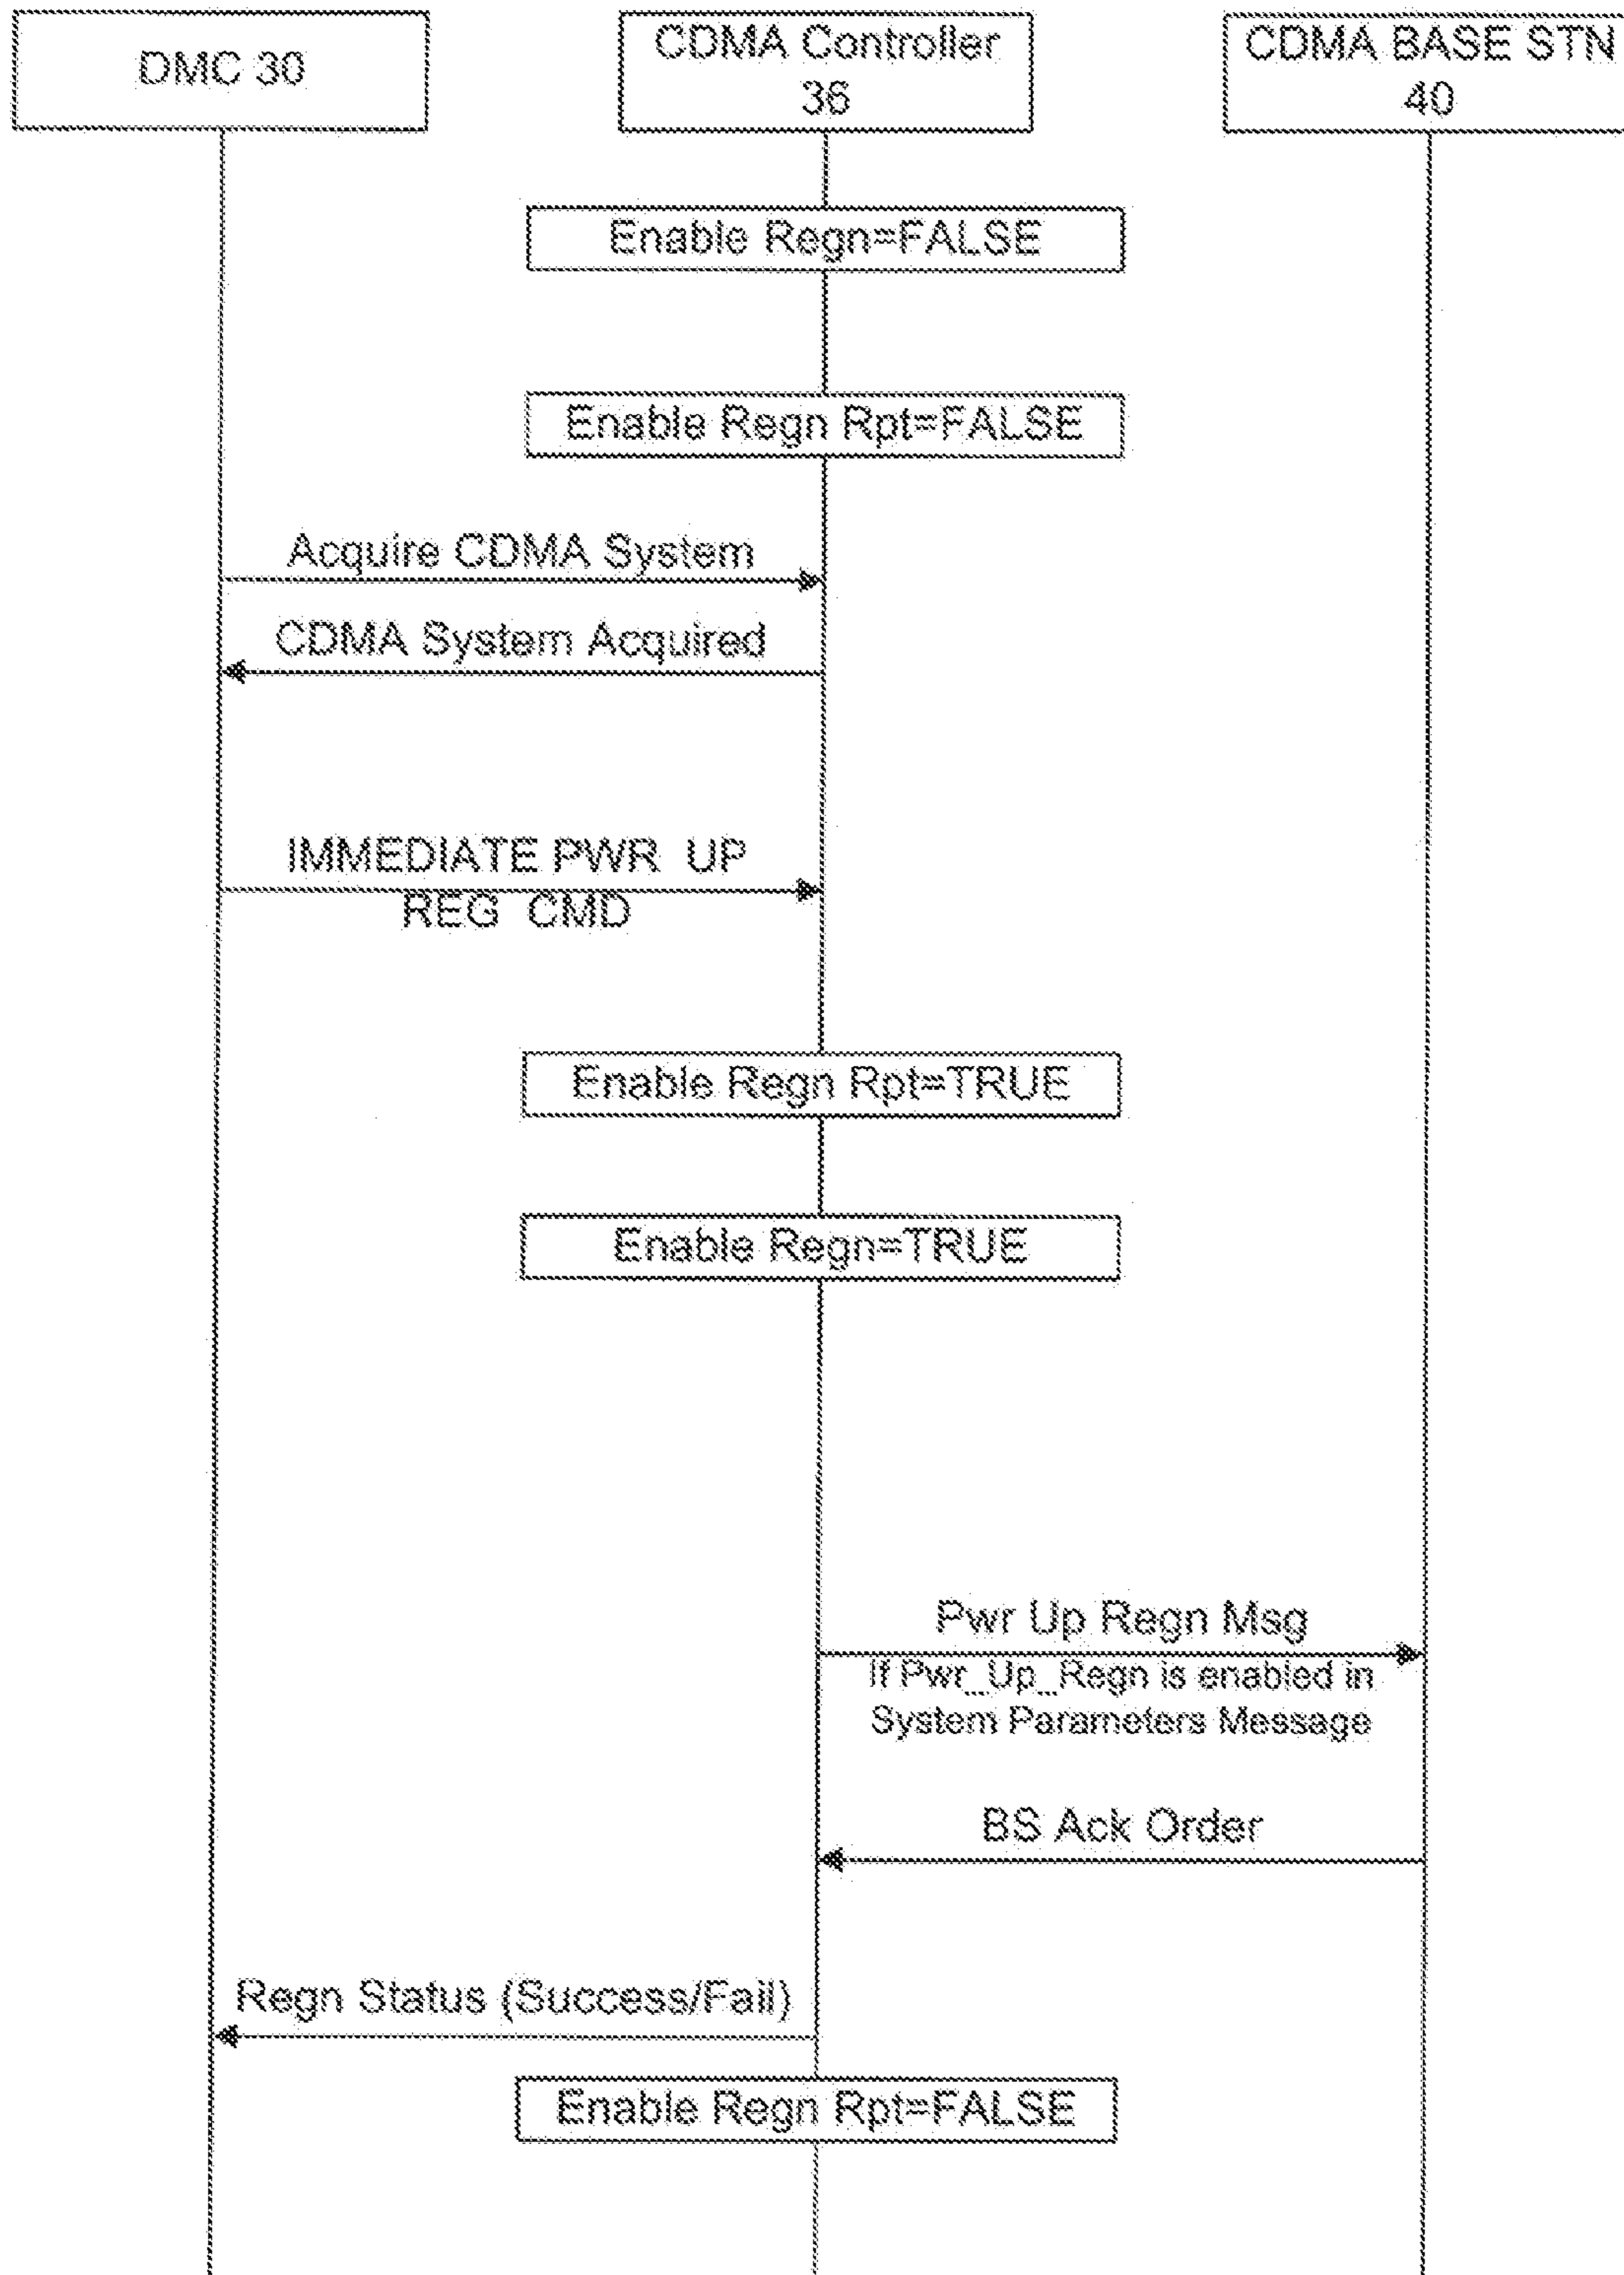 DMC 30
CDMA Controller
36
CDMA BASE STN
40
Enable Regn=FALSE
Enable Regn Rpt=FALSE
Acquire CDMA System
CDMA System Acquired
IMMEDIATE PWR UP
REG CMD
Enable Regn Rpt=TRUE
Enable Regn=TRUE
Pwr Up Regn Msg
If Pwr_Up_Regn is enabled in
System Parameters Message
BS Ack Order
Regn Status (Success/Fail)
Enable Regn Rpt=FALSE